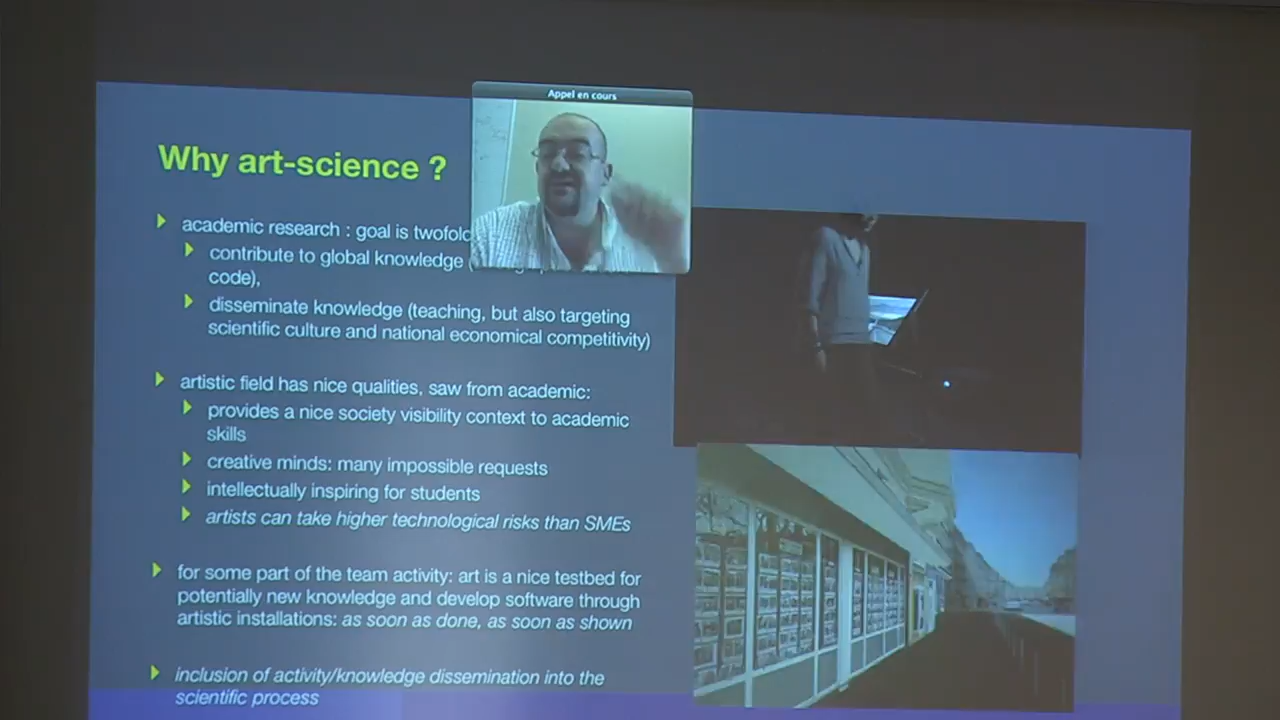 Appel en cours
Why art-science ?
academic research : goal is twofold
contribute to global knowledge (
code),
disseminate knowledge (teaching, but also targeting
scientific culture and national economical competitivity)
artistic field has nice qualities, saw from academic:
provides a nice society visibility context to academic
skills
creative minds: many impossible requests
intellectually inspiring for students
artists can take higher technological risks than SMEs
for some part of the team activity: art is a nice testbed for
potentially new knowledge and develop software through
artistic installations: as soon as done, as soon as shown
inclusion of activity/knowledge dissemination into the
scientific process